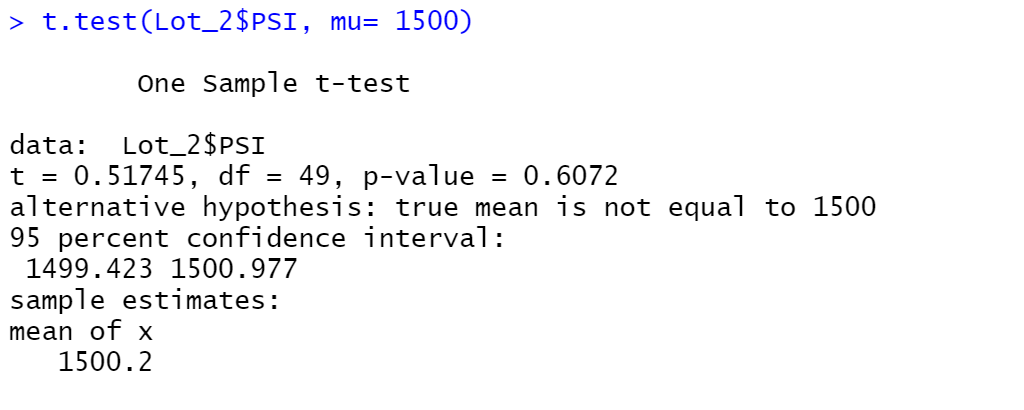 > t.test(Lot_2$PSI, mu= 1500)
One Sample t-test
data:  Lot_2$PSI
t = 0.51745, df = 49, p-value = 0.6072
alternative hypothesis: true mean is not equal to 1500
95 percent confidence interval:
1499.423 1500.977
sample estimates:
mean of x
1500.2